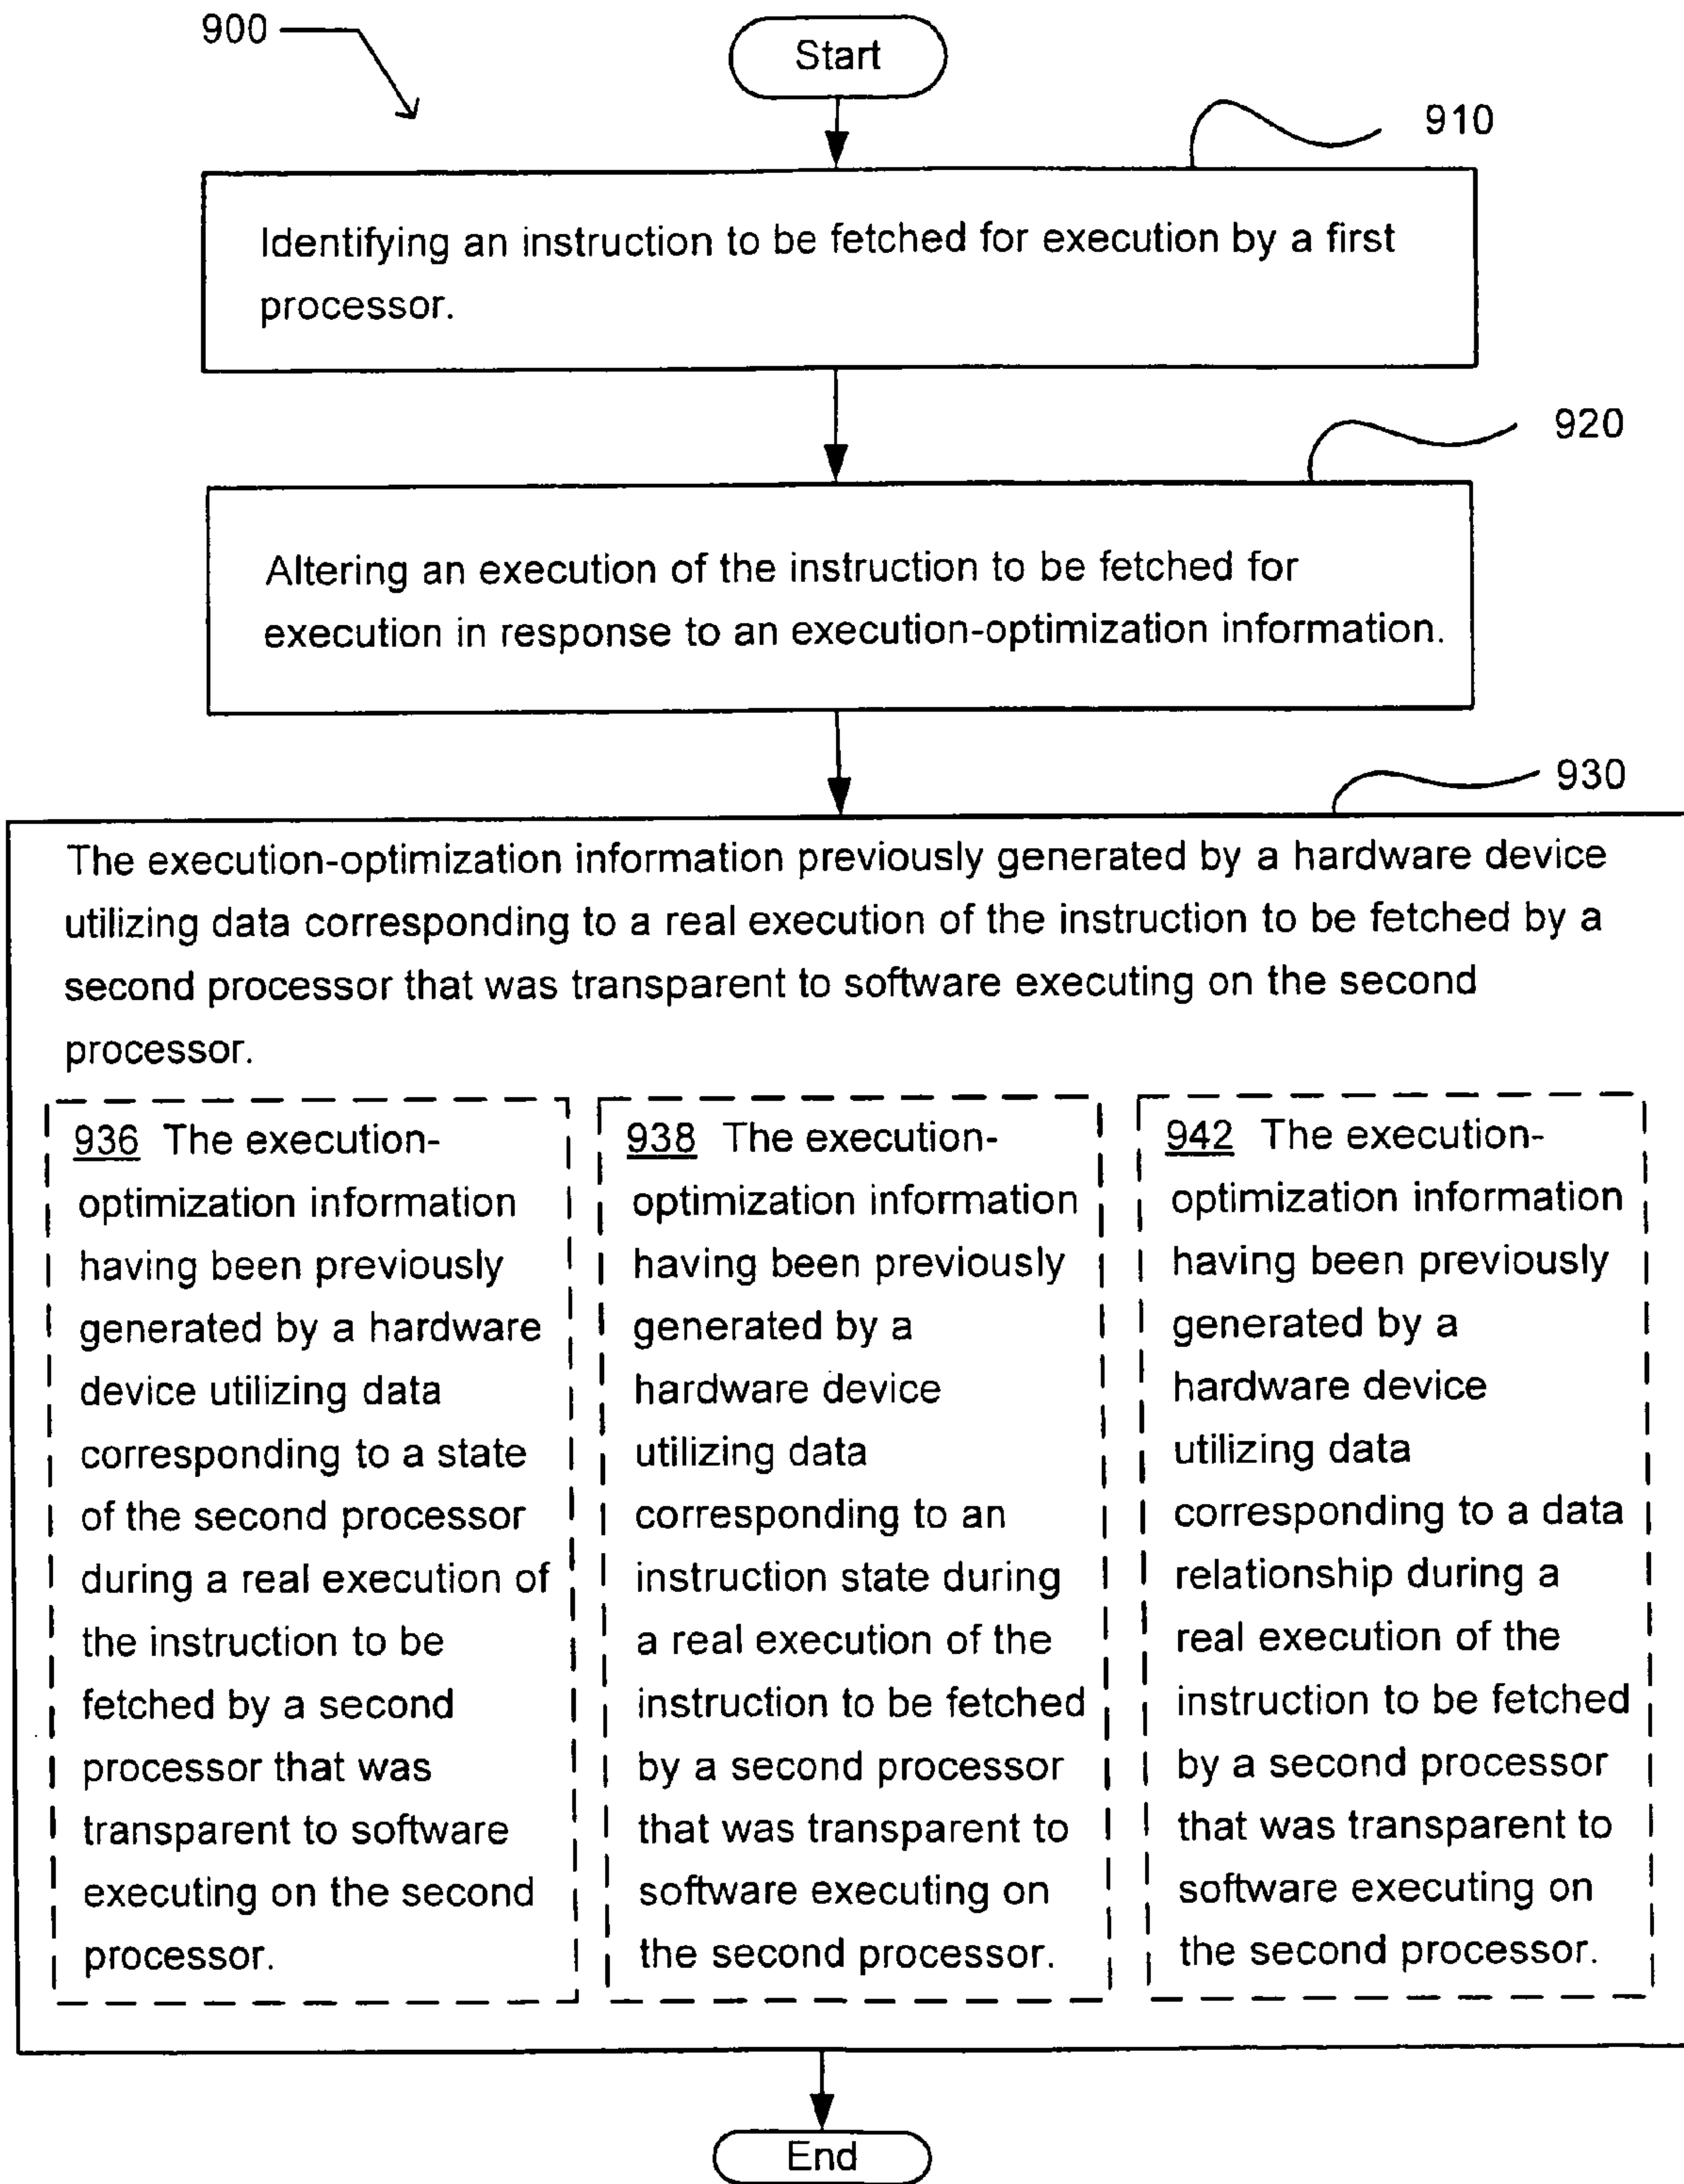 900
Start
910
Identifying an instruction to be fetched for execution by a first
processor.
920
Altering an execution of the instruction to be fetched for
execution in response to an execution-optimization information.
930
The execution-optimization information previously generated by a hardware device
utilizing data corresponding to a real execution of the instruction to be fetched by a
second processor that was transparent to software executing on the second
processor.
936 The execution-
optimization information
having been previously
generated by a hardware
device utilizing data
corresponding to a state
of the second processor
during a real execution of
the instruction to be
fetched by a second
processor that was
transparent to software
executing on the second
processor.
938 The execution-
optimization information
having been previously
generated by a
hardware device
utilizing data
corresponding to an
instruction state during
a real execution of the
instruction to be fetched
by a second processor
that was transparent to
software executing on
the second processor.
942 The execution-
optimization information
having been previously
generated by a
hardware device
utilizing data
corresponding to a data
relationship during a
real execution of the
instruction to be fetched
by a second processor
that was transparent to
software executing on
the second processor.
End